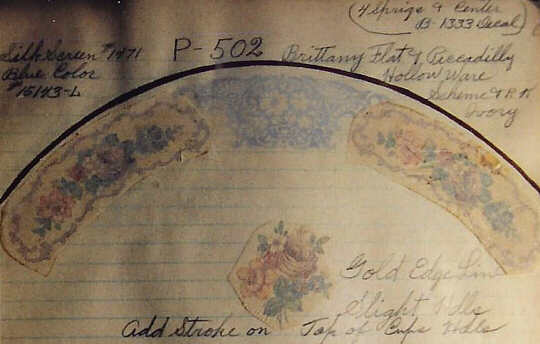 (4 Sprigs & Center
B-1333 Decal)
Silk Screen #1471
Blue Color
#15143-L
P-502
Brittany Flat & Piccadilly
Hollow Ware
Scheme
Ivory
Gold Edge Line
Slight Hdls
Add Stroke on Top of Cups Hdls